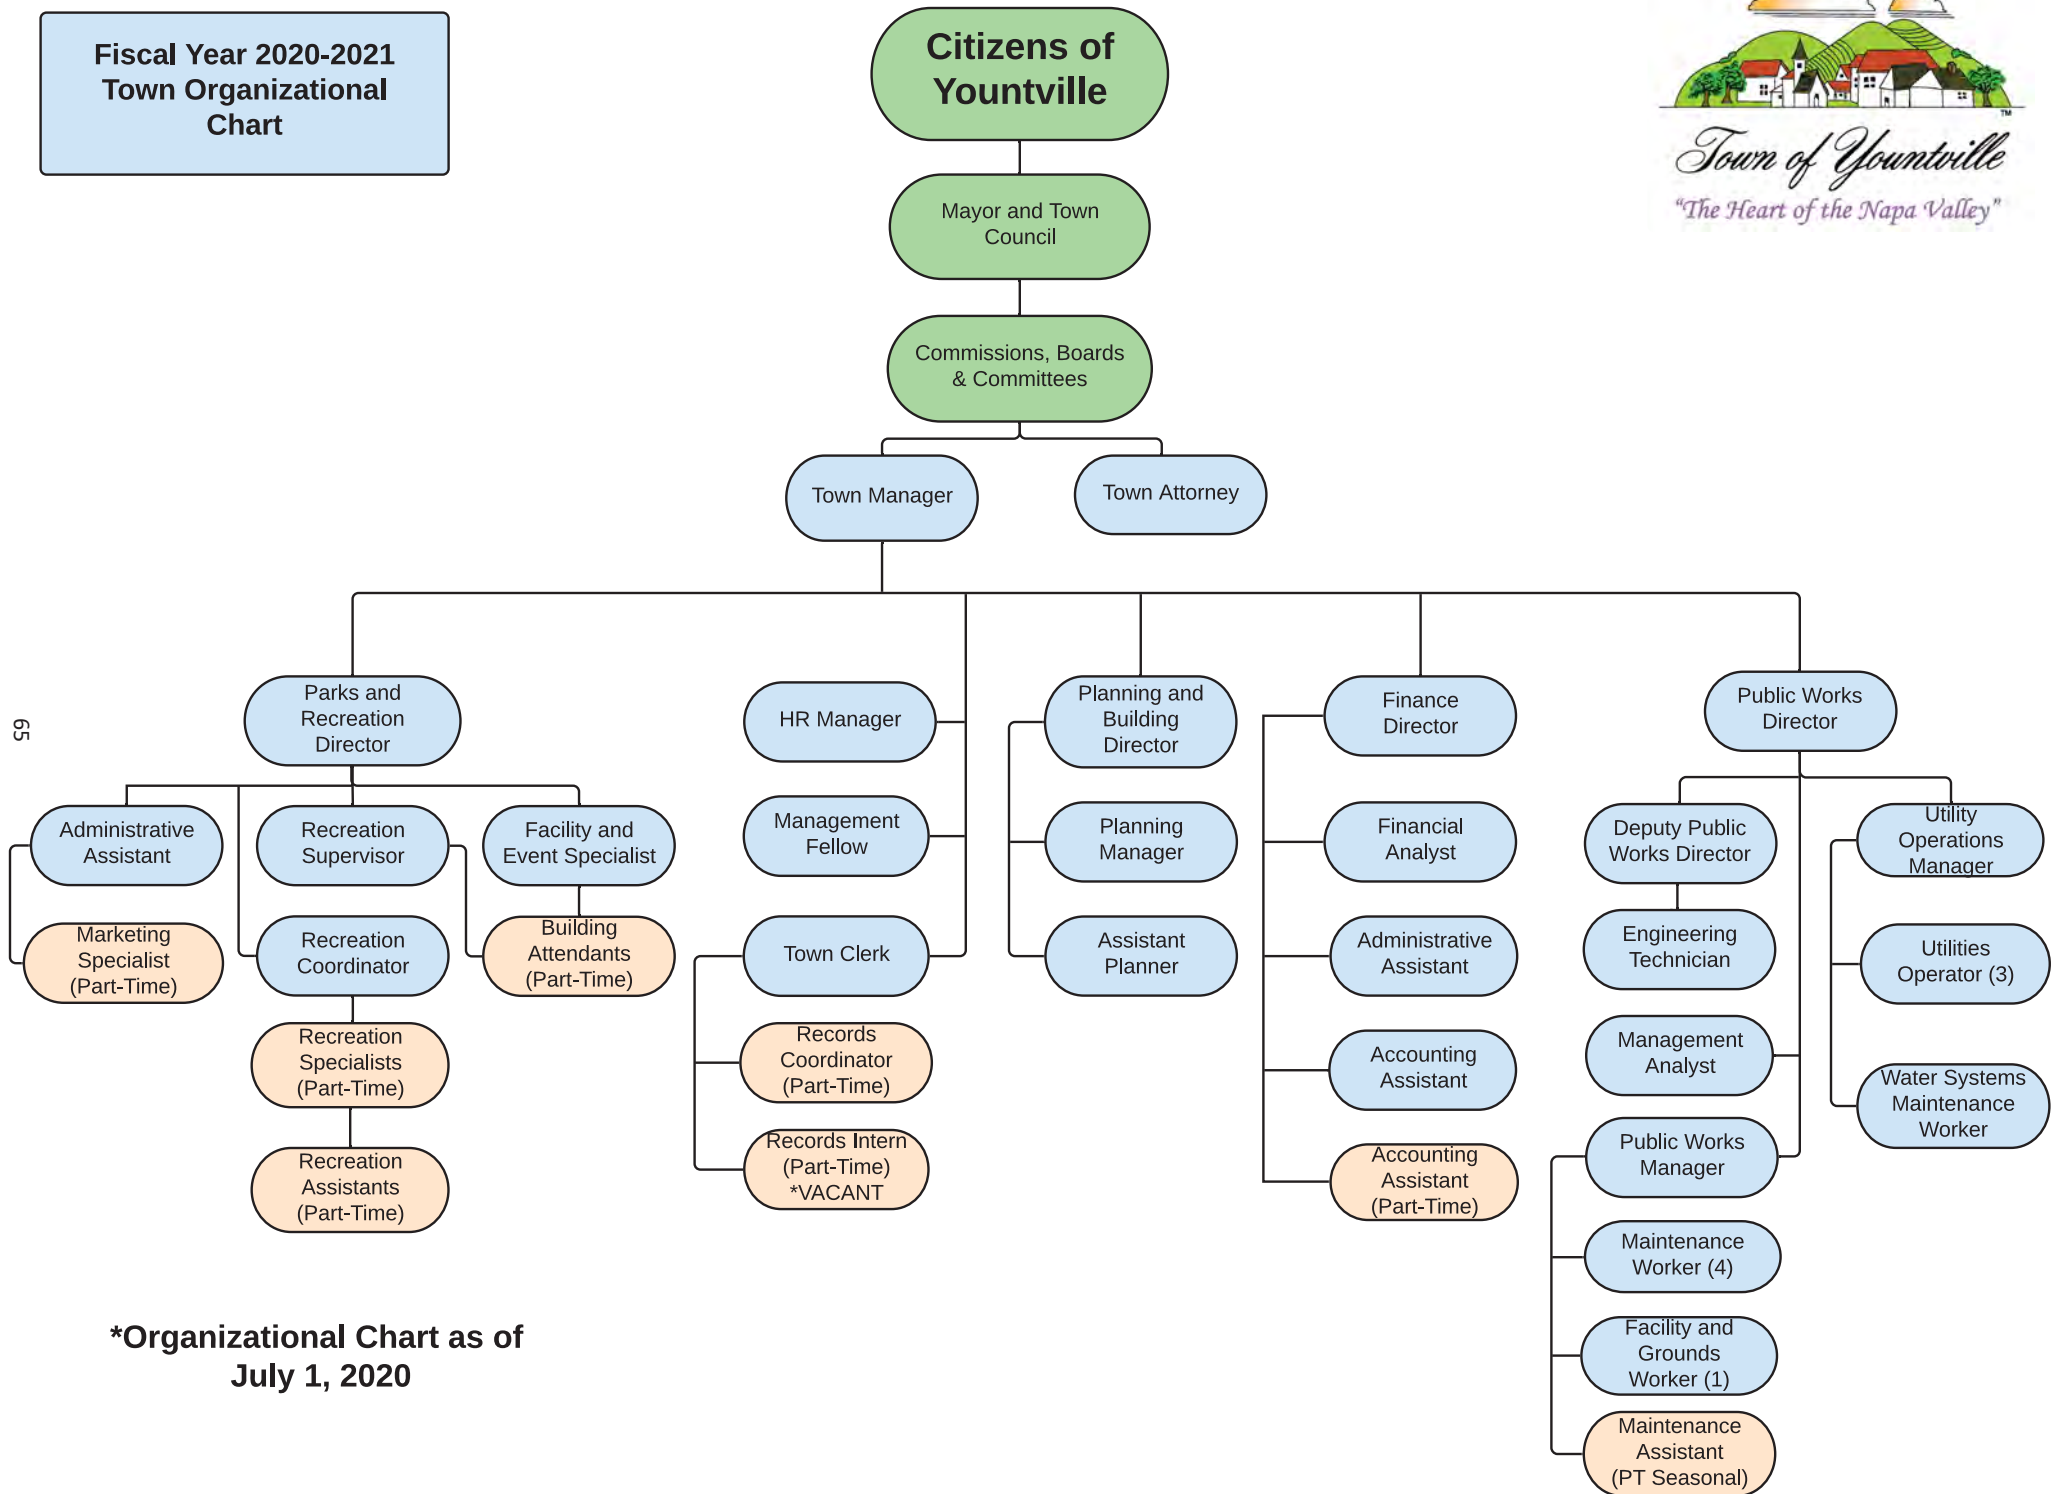 Fiscal Year 2020-2021
Town Organizational
Chart
Citizens of
Yountville
TM
Town of Yountville
"The Heart of the Napa Valley"
Mayor and Town
Council
Commissions, Boards
& Committees
Town Manager
Town Attorney
Parks and
Recreation
Director
Administrative
Assistant
Marketing
Specialist
(Part-Time)
Recreation
Supervisor
Recreation
Coordinator
Recreation
Specialists
(Part-Time)
Recreation
Assistants
(Part-Time)
Facility and
Event Specialist
Building
Attendants
(Part-Time)
HR Manager
Management
Fellow
Town Clerk
Records
Coordinator
(Part-Time)
Records Intern
(Part-Time)
*VACANT
Planning and
Building
Director
Planning
Manager
Assistant
Planner
Finance
Director
Financial
Analyst
Administrative
Assistant
Accounting
Assistant
Accounting
Assistant
(Part-Time)
Public Works
Director
Deputy Public
Works Director
Engineering
Technician
Management
Analyst
Public Works
Manager
Maintenance
Worker (4)
Facility and
Grounds
Worker (1)
Maintenance
Assistant
(PT Seasonal)
Utility
Operations
Manager
Utilities
Operator (3)
Water Systems
Maintenance
Worker
*Organizational Chart as of
July 1, 2020
65